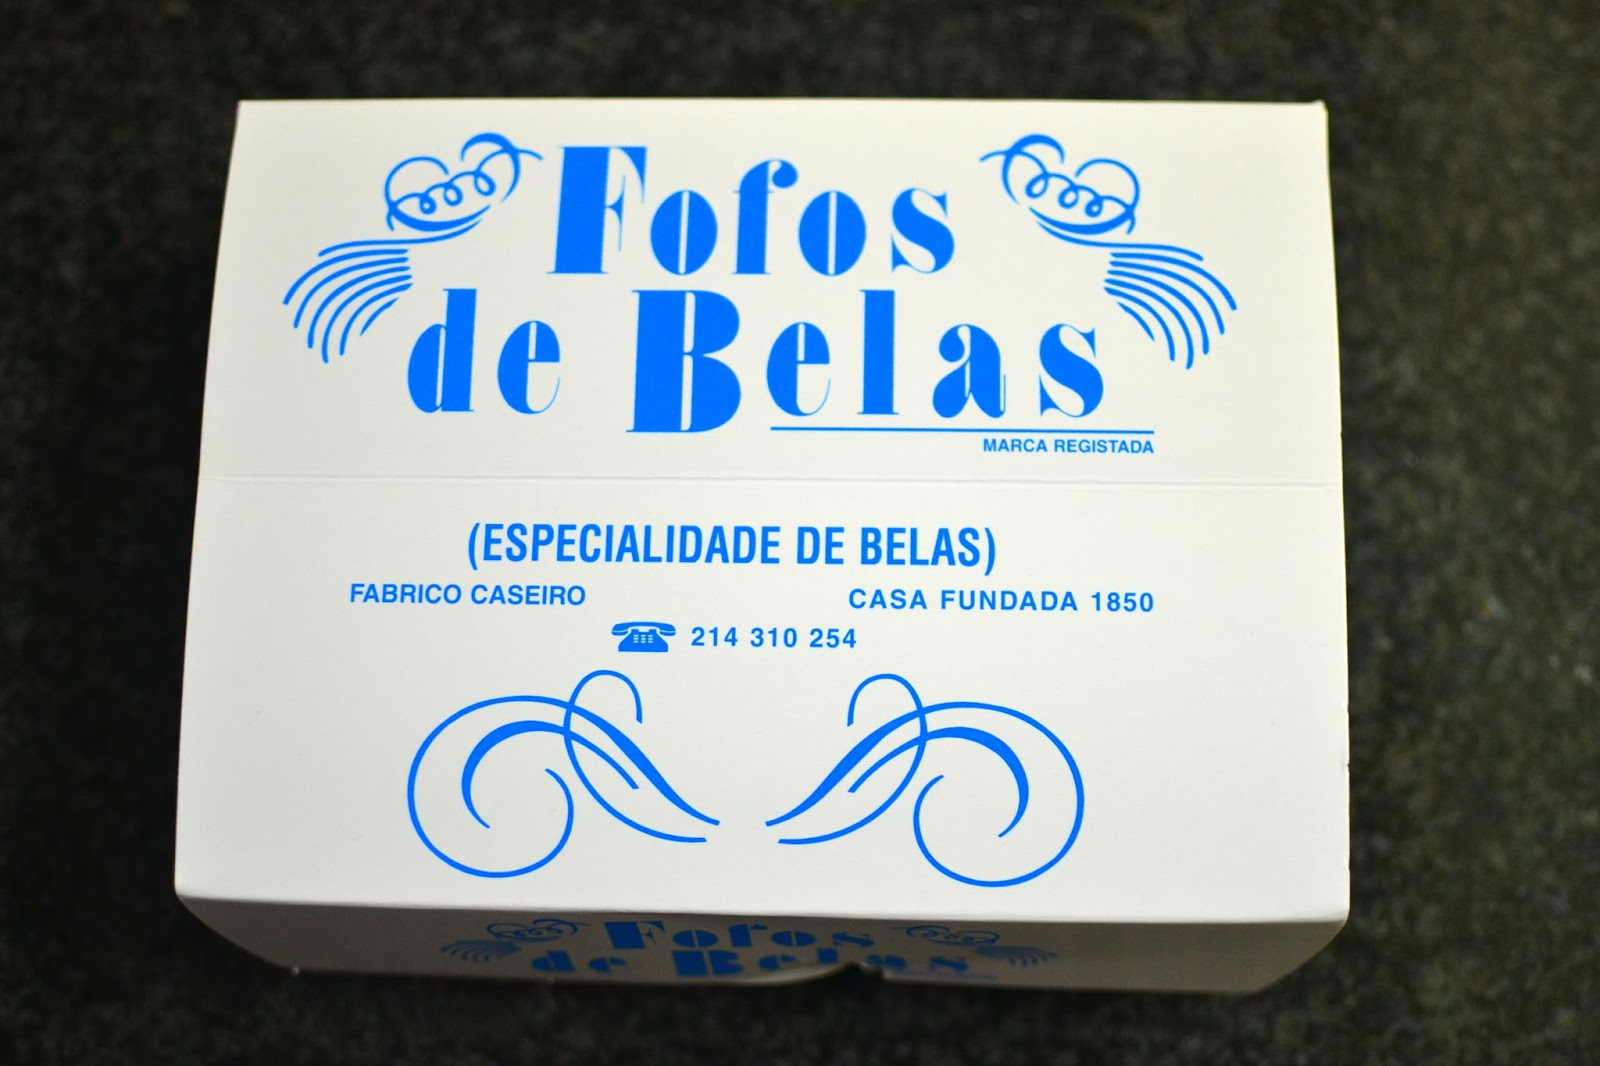 Fofos
de Belas
MARCA REGISTADA
(ESPECIALIDADE DE BELAS)
FABRICO CASEIRO
CASA FUNDADA 1850
214 310 254
Fofos
de Belas